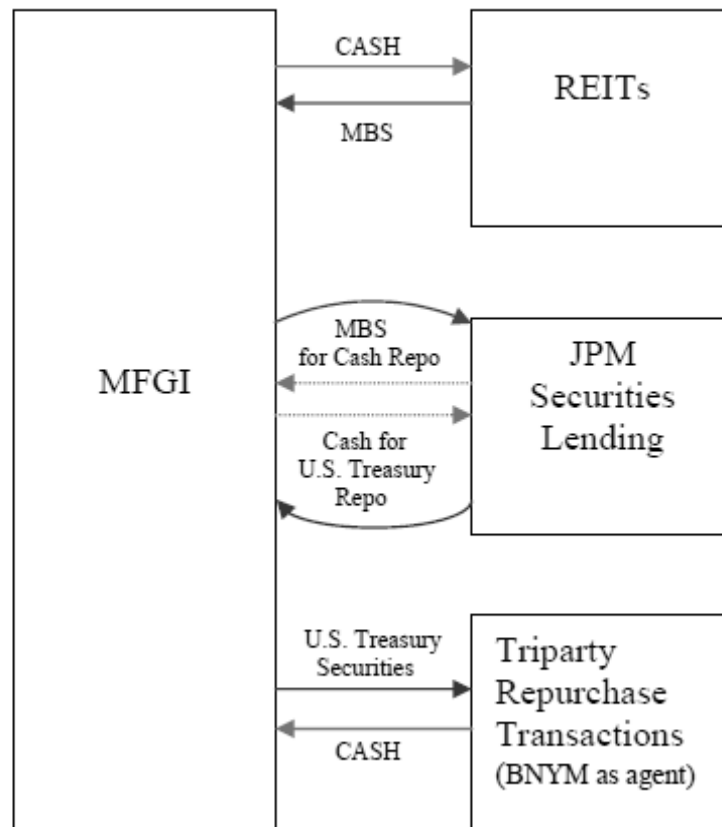 MFGI
CASH
MBS
REITs
MBS
for Cash Repo
Cash for
U.S. Treasury
Repo
JPM
Securities
Lending
U.S. Treasury
Securities
CASH
Triparty
Repurchase
Transactions
(BNYM as agent)